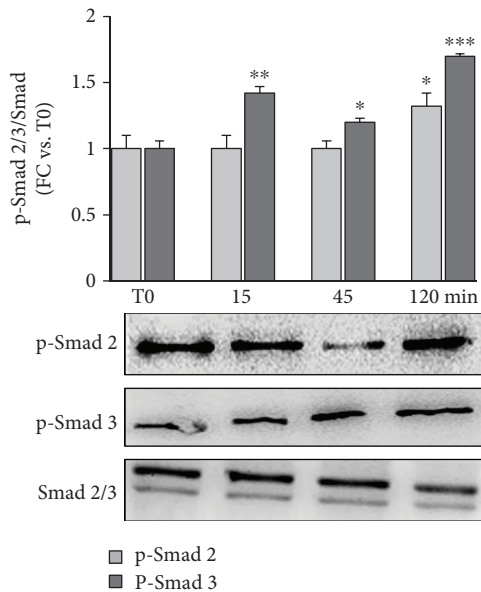 p-Smad 2/3/Smad
(FC vs. T0)
2
1.5
1
0.5
0
**
*
*
***
T0 15 45 120 min
p-Smad 2
p-Smad 3
Smad 2/3
p-Smad 2
P-Smad 3